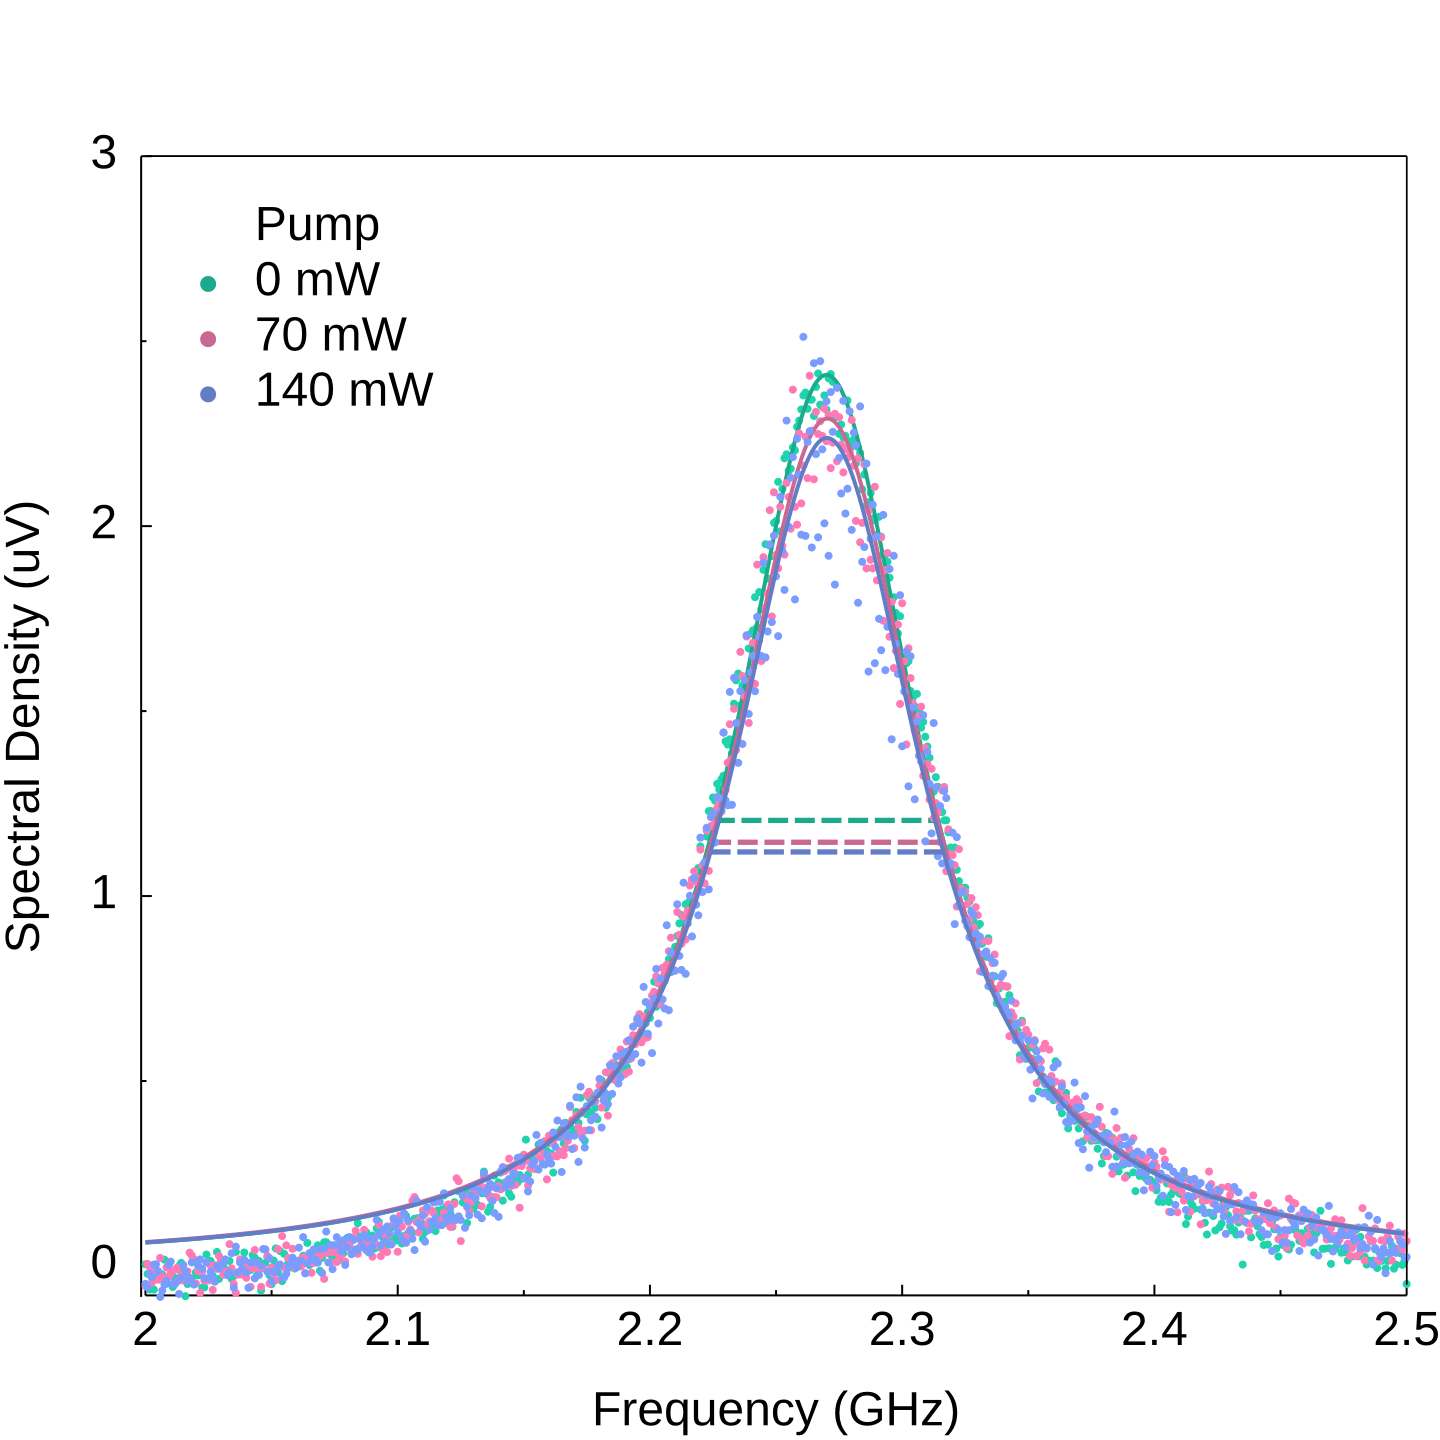 3
Pump
0 mW
70 mW
140 mW
2
1
0
Spectral Density (uV)
2 2.1 2.2 2.3 2.4 2.5
Frequency (GHz)